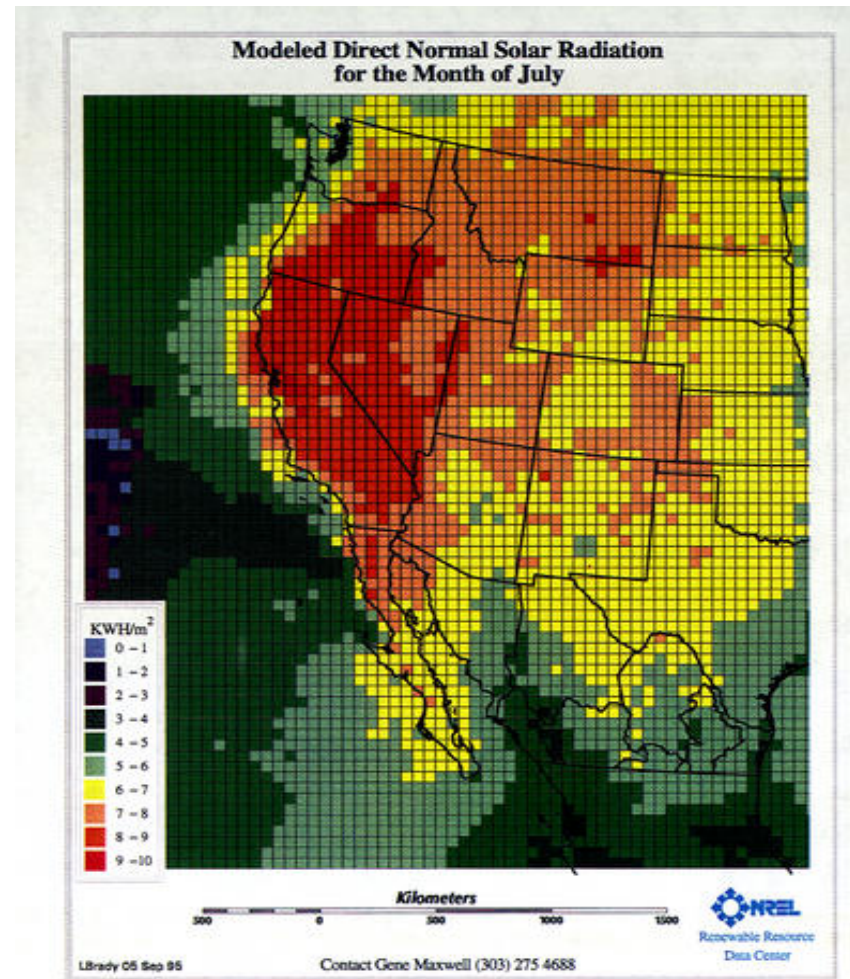 Modeled Direct Normal Solar Radiation
for the Month of July
KWH/m²
0 - 1
1 - 2
2 - 3
3 - 4
4 - 5
5 - 6
6 - 7
7 - 8
8 - 9
9 - 10
Kilometers
500 0 500 1000 1500
NREL
Renewable Resource
Data Center
LBrady 05 Sep 95
Contact Gene Maxwell (303) 275 4688